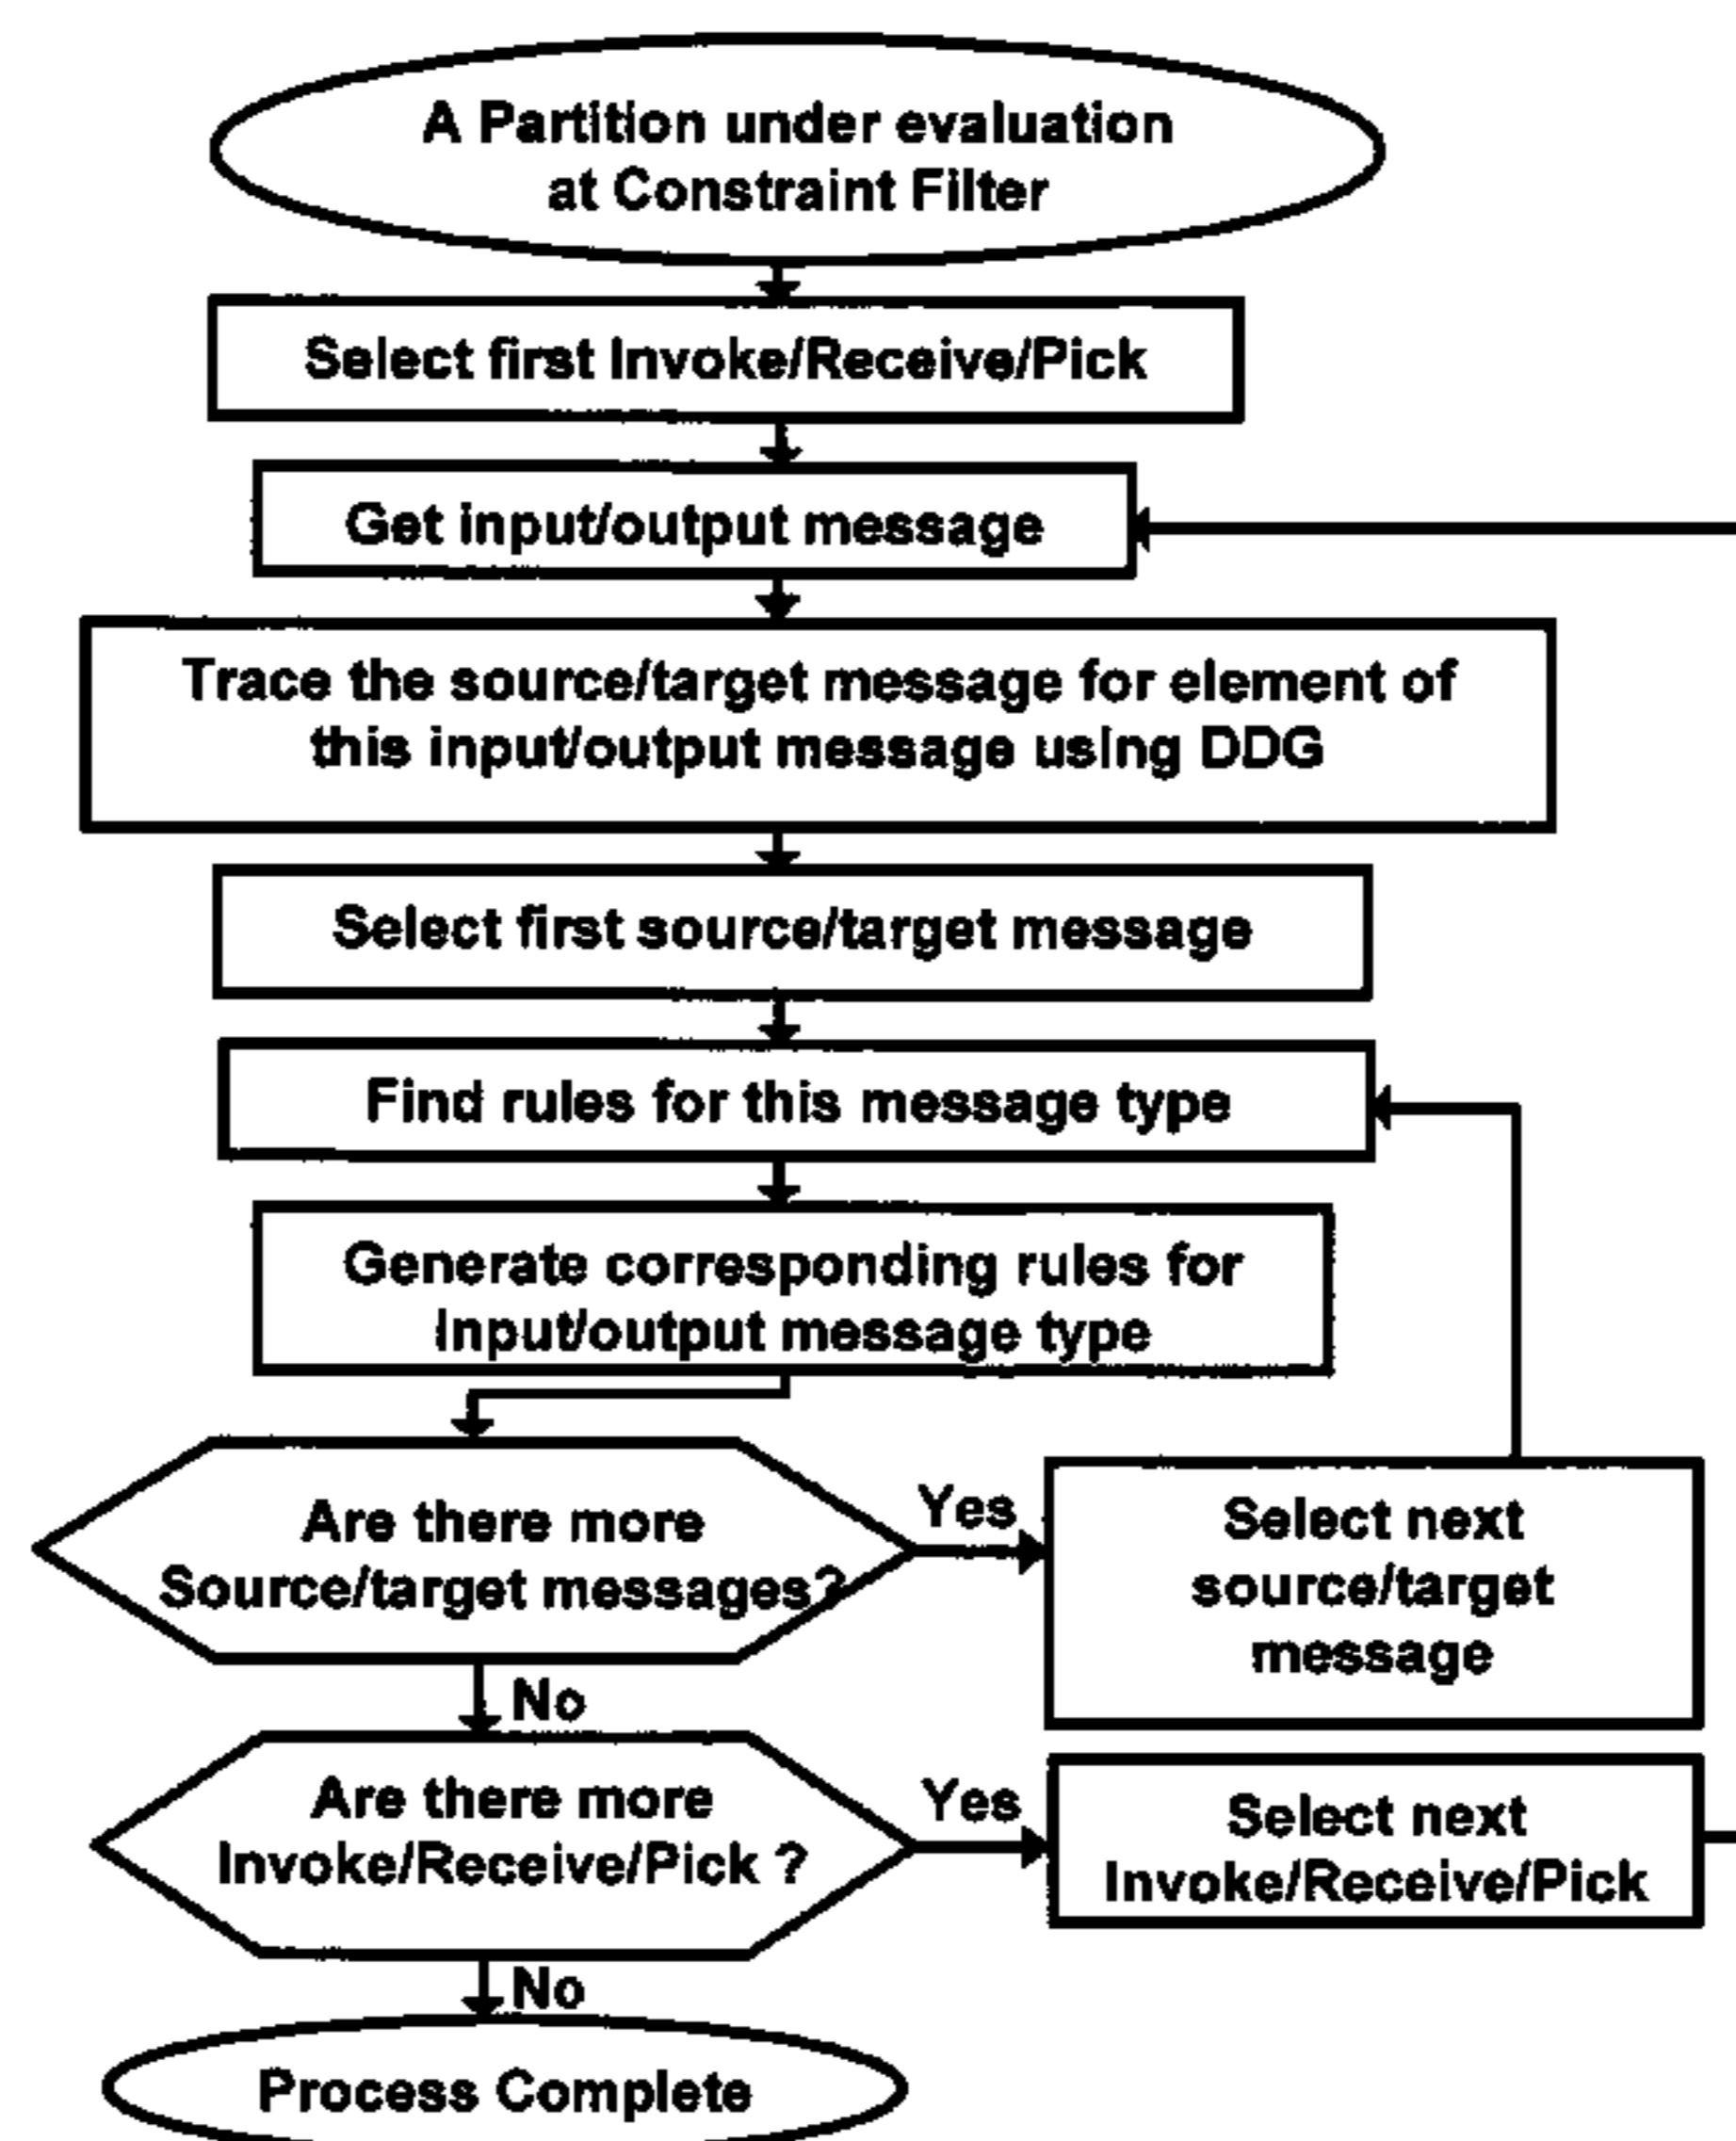 A Partition under evaluation
at Constraint Filter
Select first Invoke/Receive/Pick
Get input/output message
Trace the source/target message for element of
this input/output message using DDG
Select first source/target message
Find rules for this message type
Generate corresponding rules for
Input/output message type
Are there more
Source/target messages?
Yes
Select next
source/target
message
No
Are there more
Invoke/Receive/Pick ?
Yes
Select next
Invoke/Receive/Pick
No
Process Complete